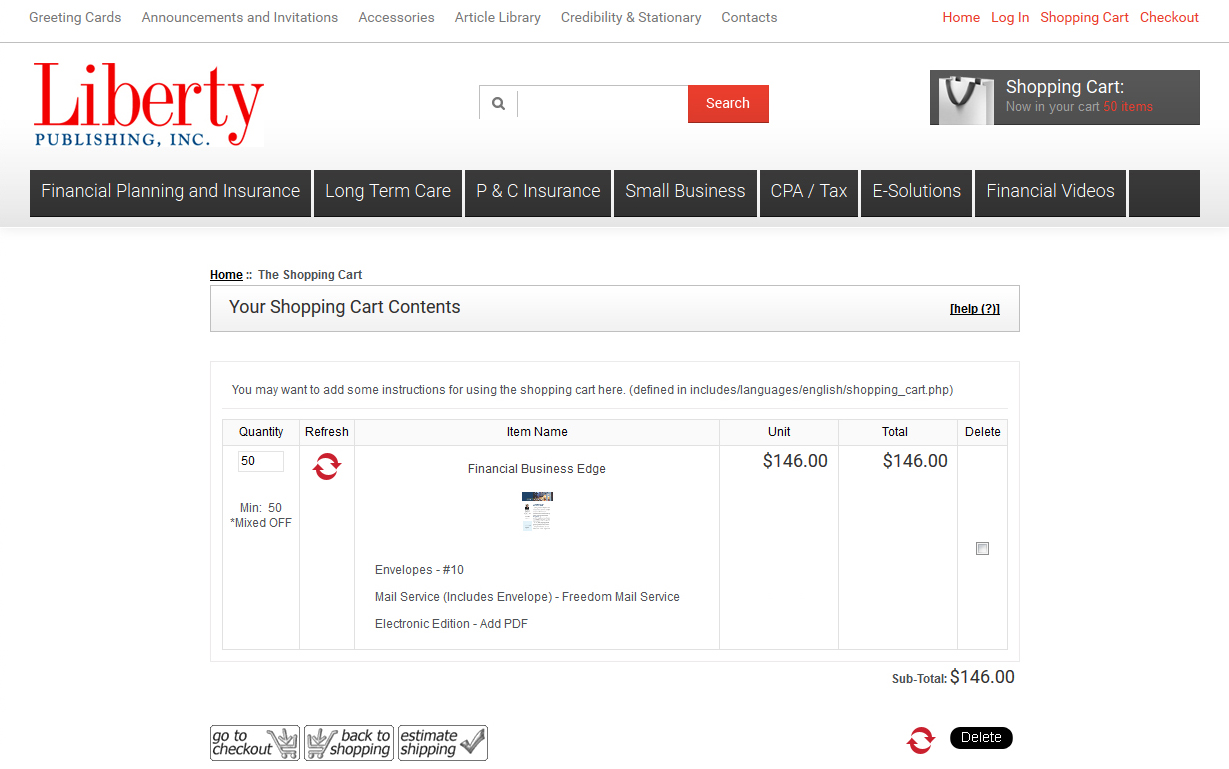 Greeting Cards Announcements and Invitations Accessories Article Library Credibility & Stationary Contacts Home Log In Shopping Cart Checkout
Liberty
PUBLISHING, INC.
Search
Shopping Cart:
Now in your cart 50 items
Financial Planning and Insurance Long Term Care P & C Insurance Small Business CPA / Tax E-Solutions Financial Videos
Home :: The Shopping Cart
Your Shopping Cart Contents [help (?)]
You may want to add some instructions for using the shopping cart here. (defined in includes/languages/english/shopping_cart.php)
Quantity Refresh Item Name Unit Total Delete
50 Financial Business Edge $146.00 $146.00
Min: 50
*Mixed OFF
Envelopes - #10
Mail Service (Includes Envelope) - Freedom Mail Service
Electronic Edition - Add PDF
Sub-Total: $146.00
go to checkout back to shopping estimate shipping Delete